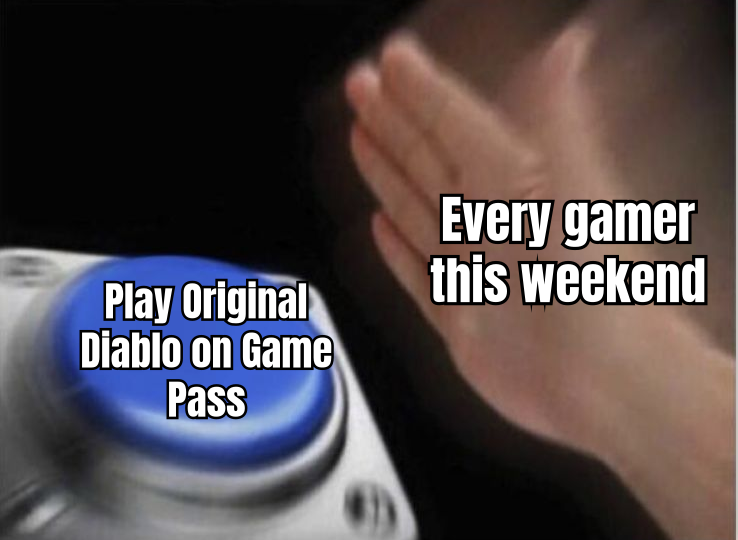 Play Original
Diablo on Game
Pass
Every gamer
this weekend